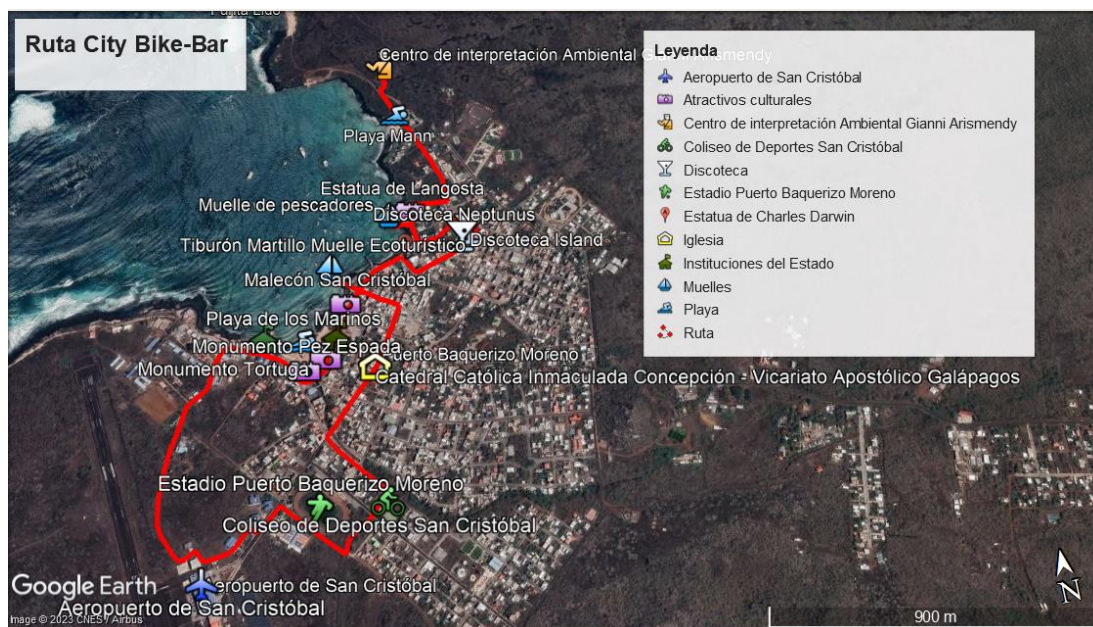 Punta Lido
Ruta City Bike-Bar
Centro de interpretación Ambiental Gianni Arismendy
Playa Mann
Estatua de Langosta
Muelle de pescadores
Discoteca Neptunus
Tiburón Martillo Muelle Ecoturístico
Discoteca Island
Malecón San Cristóbal
Playa de los Marinos
Monumento Pez Espada
Puerto Baquerizo Moreno
Monumento Tortuga
Catedral Católica Inmaculada Concepción - Vicariato Apostólico Galápagos
Estadio Puerto Baquerizo Moreno
Coliseo de Deportes San Cristóbal
Aeropuerto de San Cristóbal
Aeropuerto de San Cristóbal
Leyenda
Aeropuerto de San Cristóbal
Atractivos culturales
Centro de interpretación Ambiental Gianni Arismendy
Coliseo de Deportes San Cristóbal
Discoteca
Estadio Puerto Baquerizo Moreno
Estatua de Charles Darwin
Iglesia
Instituciones del Estado
Muelles
Playa
Ruta
Google Earth
Image © 2023 CNES / Airbus
900 m
N